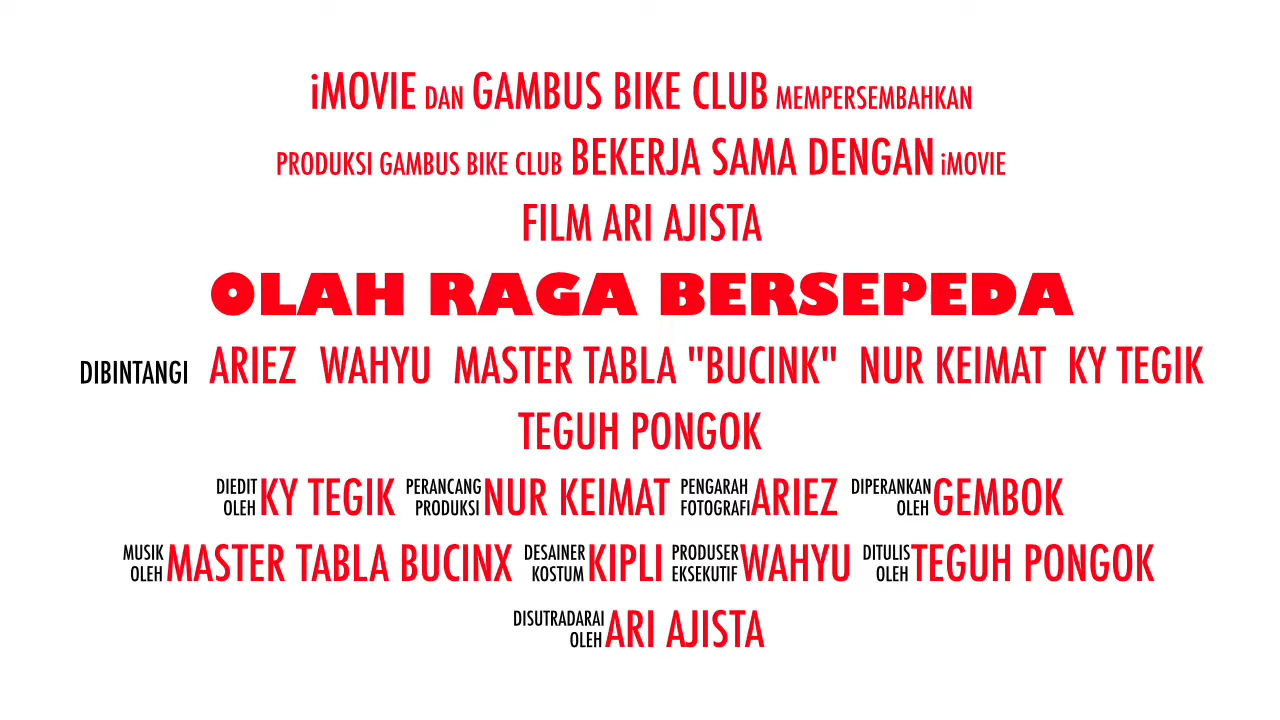 iMOVIE DAN GAMBUS BIKE CLUB MEMPERSEMBAHKAN
PRODUKSI GAMBUS BIKE CLUB BEKERJA SAMA DENGAN iMOVIE
FILM ARI AJISTA
OLAH RAGA BERSEPEDA
DIBINTANGI ARIEZ WAHYU MASTER TABLA "BUCINK" NUR KEIMAT KY TEGIK
TEGUH PONGOK
DIEDIT OLEH KY TEGIK PERANCANG PRODUKSI NUR KEIMAT PENGARAH FOTOGRAFI ARIEZ DIPERANKAN OLEH GEMBOK
MUSIK OLEH MASTER TABLA BUCINX DESAINER KOSTUM KIPLI PRODUSER EKSEKUTIF WAHYU DITULIS OLEH TEGUH PONGOK
DISUTRADARAI OLEH ARI AJISTA